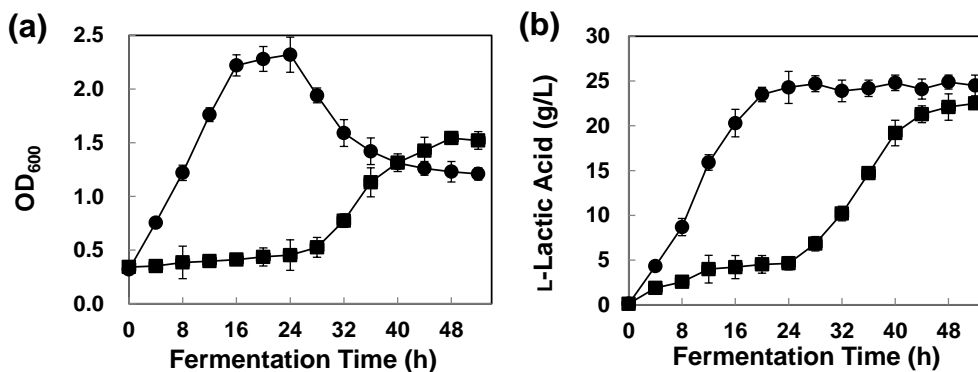 (a)
OD600
2.5
2.0
1.5
1.0
0.5
0.0
0 8 16 24 32 40 48
Fermentation Time (h)
(b)
L-Lactic Acid (g/L)
30
25
20
15
10
5
0
0 8 16 24 32 40 48
Fermentation Time (h)